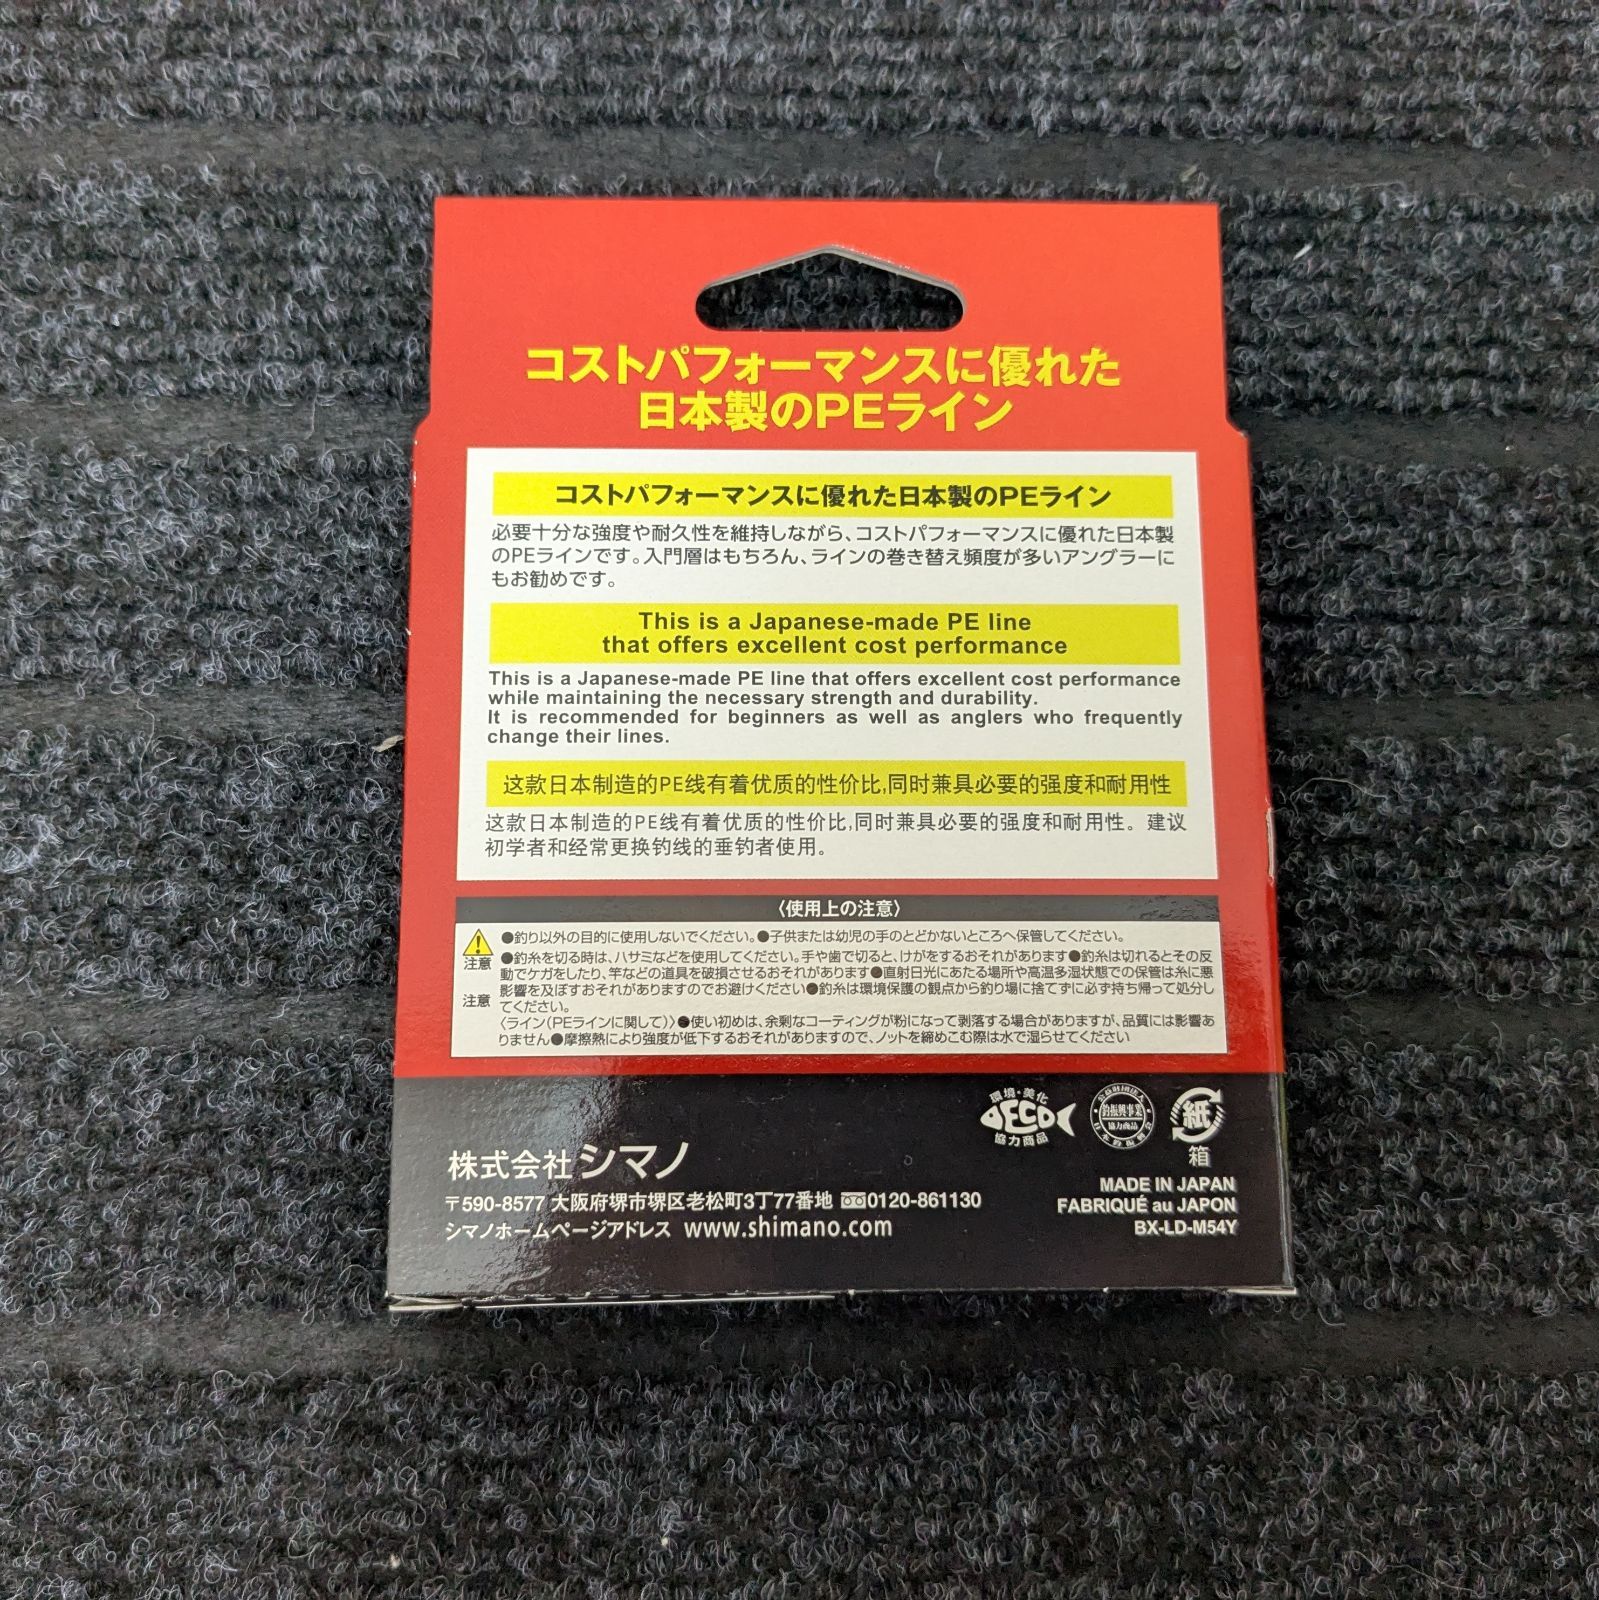 コストパフォーマンスに優れた
日本製のPEライン
コストパフォーマンスに優れた日本製のPEライン
必要十分な強度や耐久性を維持しながら、コストパフォーマンスに優れた日本製
のPEラインです。入門層はもちろん、ラインの巻き替え頻度が多いアングラーに
もお勧めです。
This is a Japanese-made PE line
that offers excellent cost performance
This is a Japanese-made PE line that offers excellent cost performance
while maintaining the necessary strength and durability.
It is recommended for beginners as well as anglers who frequently
change their lines.
这款日本制造的PE线有着优质的性价比,同时兼具必要的强度和耐用性
这款日本制造的PE线有着优质的性价比,同时兼具必要的强度和耐用性。建议
初学者和经常更换钓线的垂钓者使用。
〈使用上の注意〉
注意
●釣り以外の目的に使用しないでください。●子供または幼児の手のとどかないところへ保管してください。
●釣糸を切る時は、ハサミなどを使用してください。手や歯で切ると、けがをするおそれがあります●釣糸は切れるとその反
動でケガをしたり、竿などの道具を破損させるおそれがあります●直射日光にあたる場所や高温多湿状態での保管は糸に悪
注意
影響を及ぼすおそれがありますのでお避けください●釣糸は環境保護の観点から釣り場に捨てずに必ず持ち帰って処分し
てください。
〈ライン(PEラインに関して)〉●使い初めは、余剰なコーティングが粉になって剥落する場合がありますが、品質には影響あ
りません●摩擦熱により強度が低下するおそれがありますので、ノットを締めこむ際は水で湿らせてください
環境・美化
ECO
協力商品
公益財団法人
釣振興事業
協力商品
日本釣振興会
紙
箱
株式会社シマノ
〒590-8577 大阪府堺市堺区老松町3丁77番地 0120-861130
シマノホームページアドレス www.shimano.com
MADE IN JAPAN
FABRIQUÉ au JAPON
BX-LD-M54Y